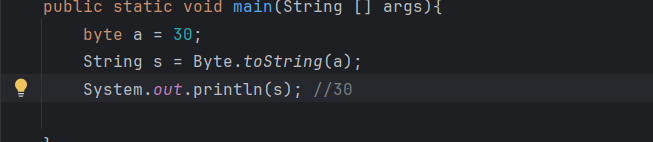 public static void main(String [] args){
byte a = 30;
String s = Byte.toString(a);
System.out.println(s); //30
}